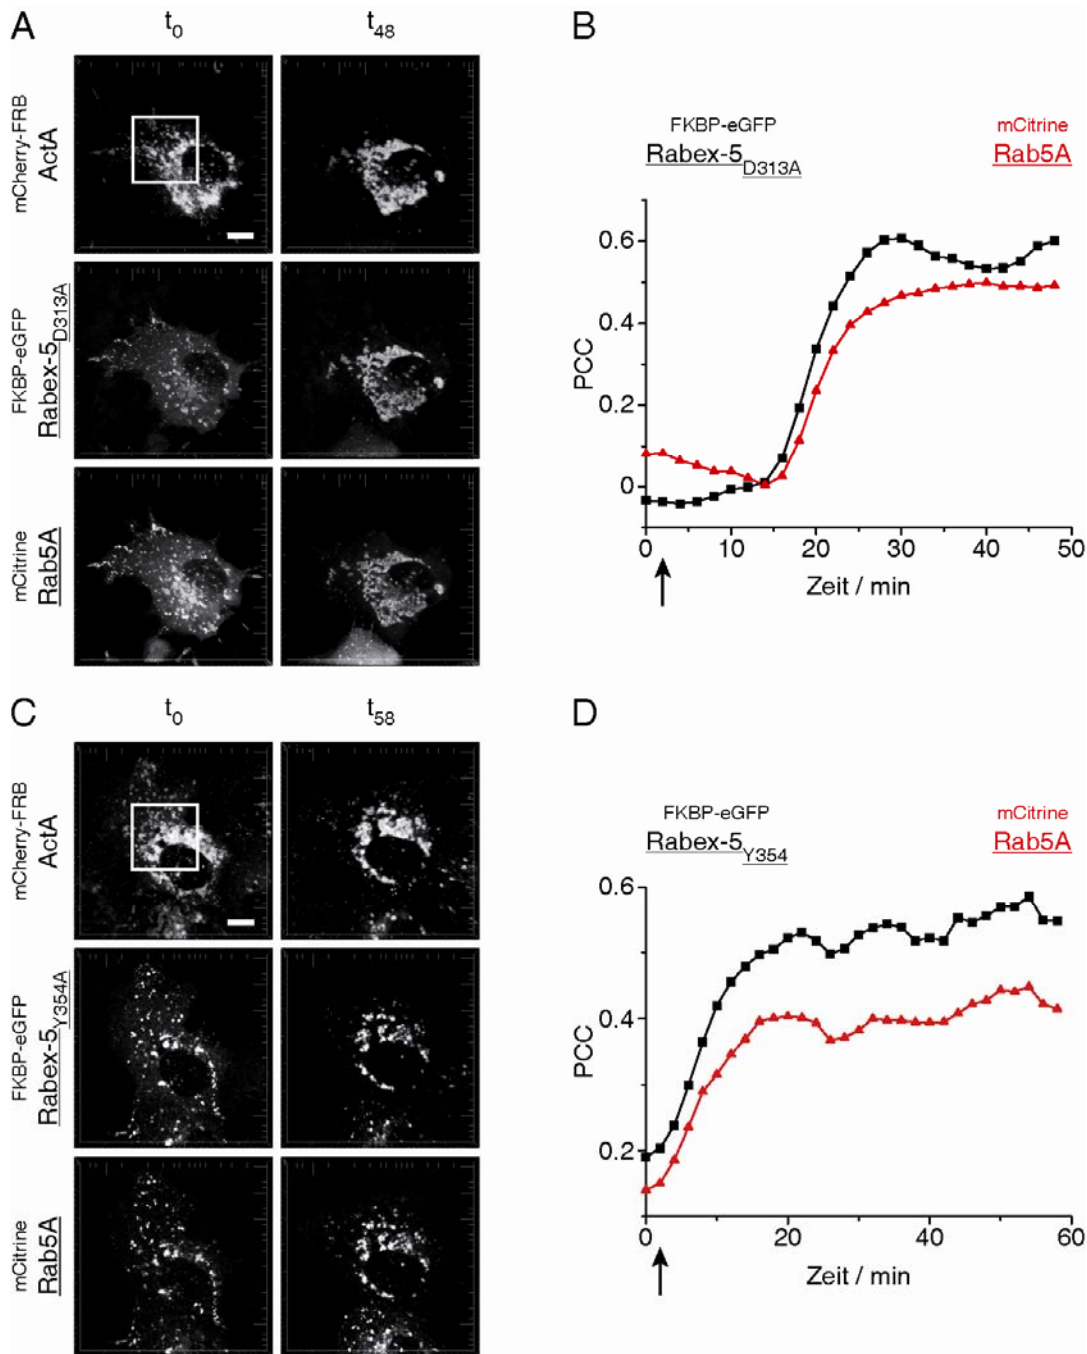 A
t0
t48
mCherry-FRB
ActA
FKBP-eGFP
Rabex-5D313A
mCitrine
Rab5A
B
FKBP-eGFP
Rabex-5D313A
mCitrine
Rab5A
PCC
0.6
0.4
0.2
0
0
10
20
30
40
50
Zeit / min
C
t0
t58
mCherry-FRB
ActA
FKBP-eGFP
Rabex-5Y354A
mCitrine
Rab5A
D
FKBP-eGFP
Rabex-5Y354
mCitrine
Rab5A
PCC
0.6
0.4
0.2
0
20
40
60
Zeit / min